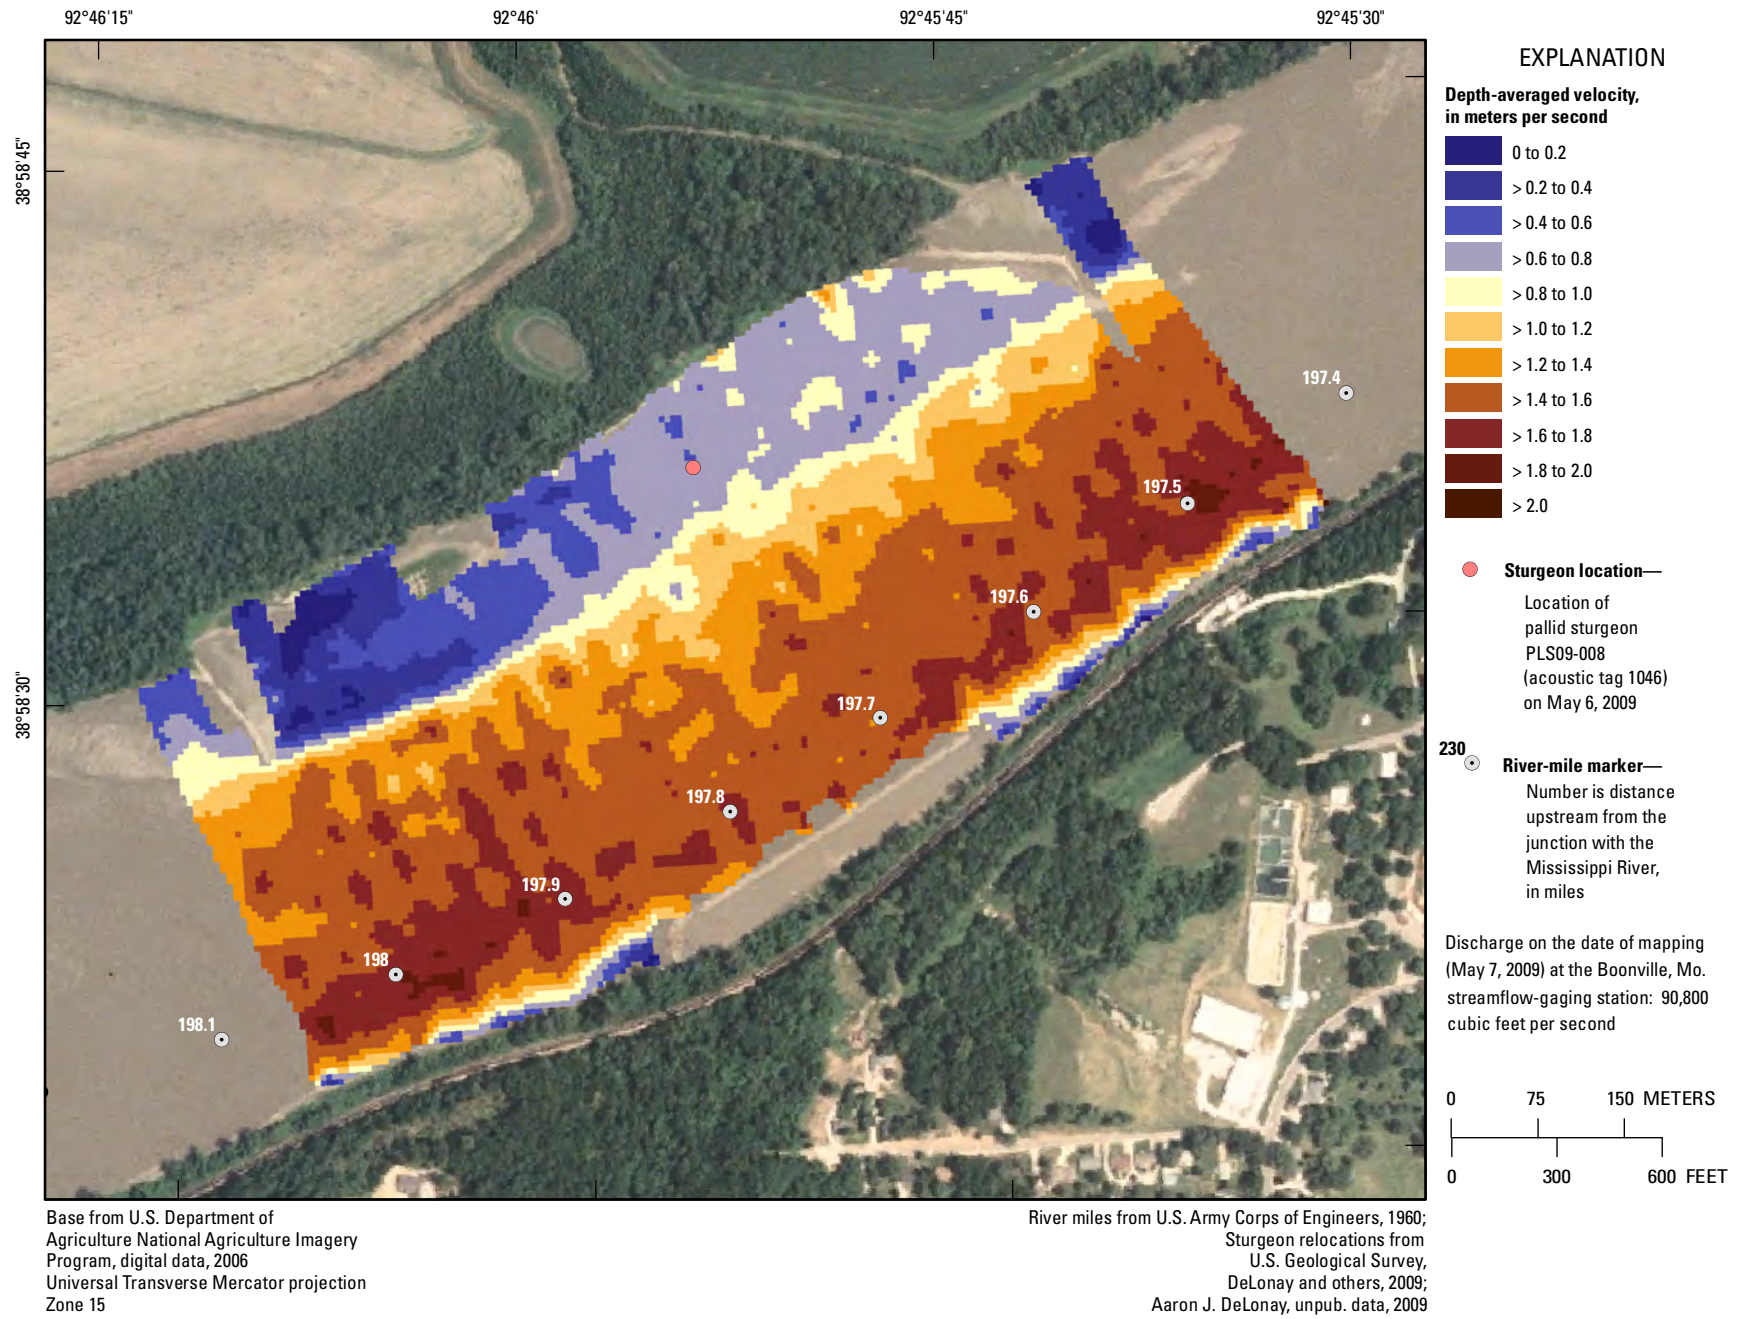 92°46'15"
92°46'
92°45'45"
92°45'30"
38°58'45"
38°58'30"
197.4
197.5
197.6
197.7
197.8
197.9
198
198.1
EXPLANATION
Depth-averaged velocity,
in meters per second
0 to 0.2
> 0.2 to 0.4
> 0.4 to 0.6
> 0.6 to 0.8
> 0.8 to 1.0
> 1.0 to 1.2
> 1.2 to 1.4
> 1.4 to 1.6
> 1.6 to 1.8
> 1.8 to 2.0
> 2.0
Sturgeon location—
Location of
pallid sturgeon
PLS09-008
(acoustic tag 1046)
on May 6, 2009
230
River-mile marker—
Number is distance
upstream from the
junction with the
Mississippi River,
in miles
Discharge on the date of mapping
(May 7, 2009) at the Boonville, Mo.
streamflow-gaging station: 90,800
cubic feet per second
0 75 150 METERS
0 300 600 FEET
Base from U.S. Department of
Agriculture National Agriculture Imagery
Program, digital data, 2006
Universal Transverse Mercator projection
Zone 15
River miles from U.S. Army Corps of Engineers, 1960;
Sturgeon relocations from
U.S. Geological Survey,
DeLonay and others, 2009;
Aaron J. DeLonay, unpub. data, 2009